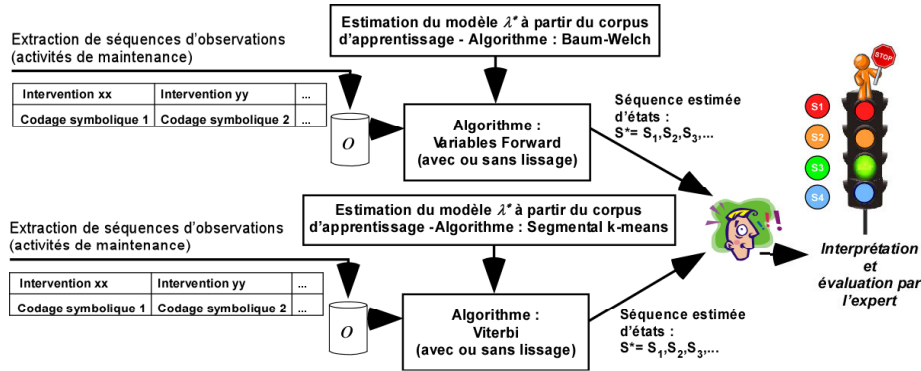 Estimation du modèle λ* à partir du corpus
d'apprentissage - Algorithme : Baum-Welch
Extraction de séquences d'observations
(activités de maintenance)
Intervention xx Intervention yy ...
Codage symbolique 1 Codage symbolique 2 ...
O
Algorithme :
Variables Forward
(avec ou sans lissage)
Séquence estimée
d'états :
S*= S1,S2,S3,...
STOP
S1
S2
S3
S4
Estimation du modèle λ* à partir du corpus
d'apprentissage -Algorithme : Segmental k-means
Extraction de séquences d'observations
(activités de maintenance)
Intervention xx Intervention yy ...
Codage symbolique 1 Codage symbolique 2 ...
O
Algorithme :
Viterbi
(avec ou sans lissage)
Séquence estimée
d'états :
S*= S1,S2,S3,...
Interprétation
et
évaluation par
l'expert